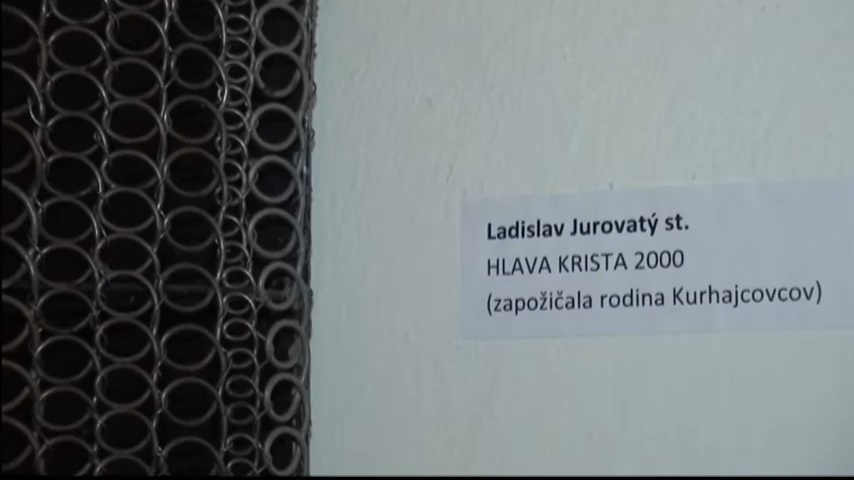 Ladislav Jurovatý st.
HLAVA KRISTA 2000
(zapožičala rodina Kurhajcovcov)